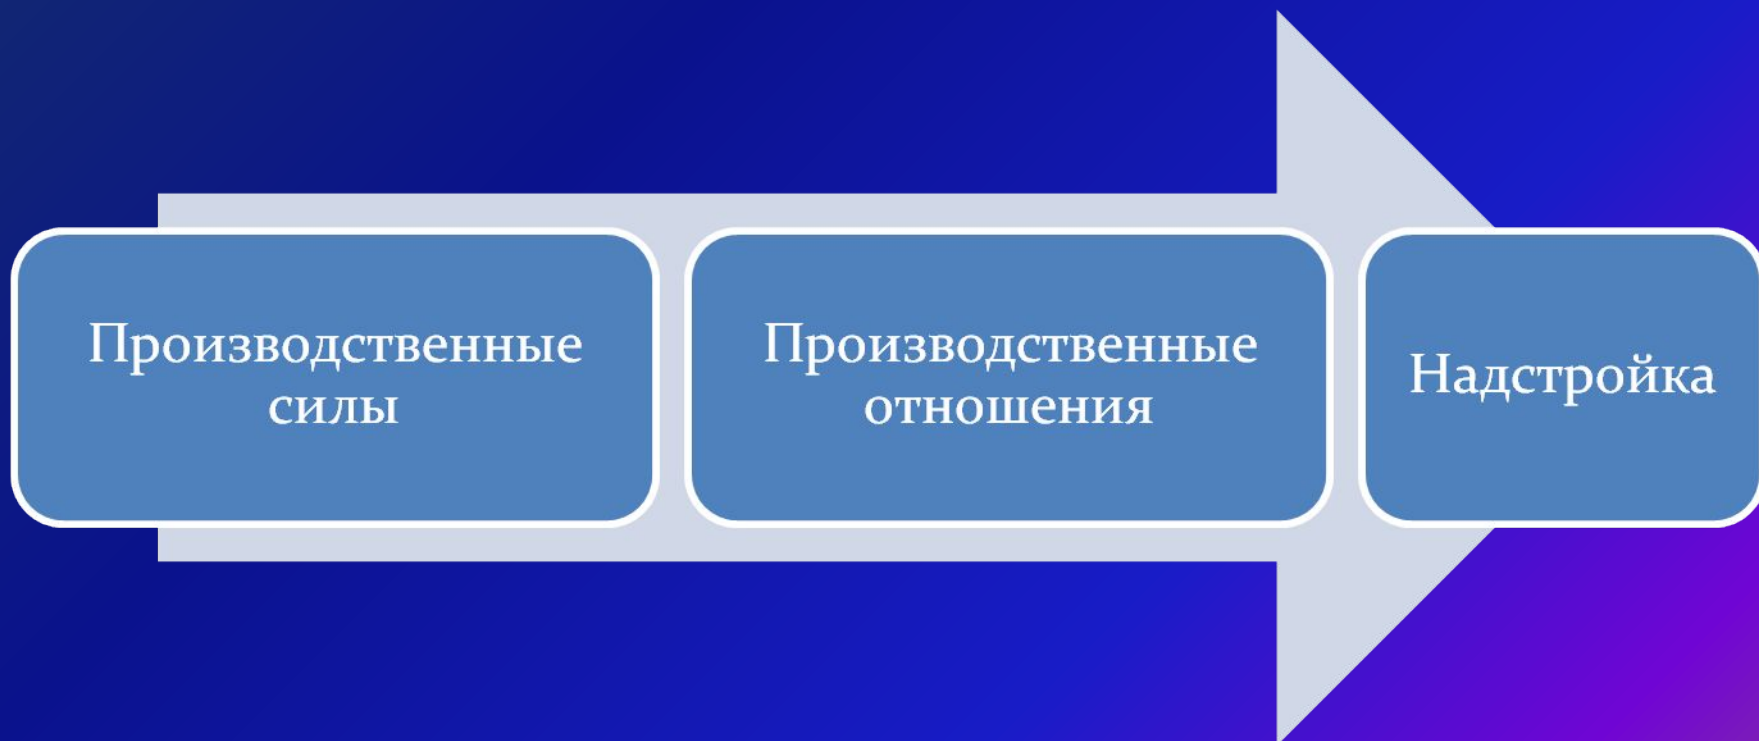 Производственные
силы
Производственные
отношения
Надстройка